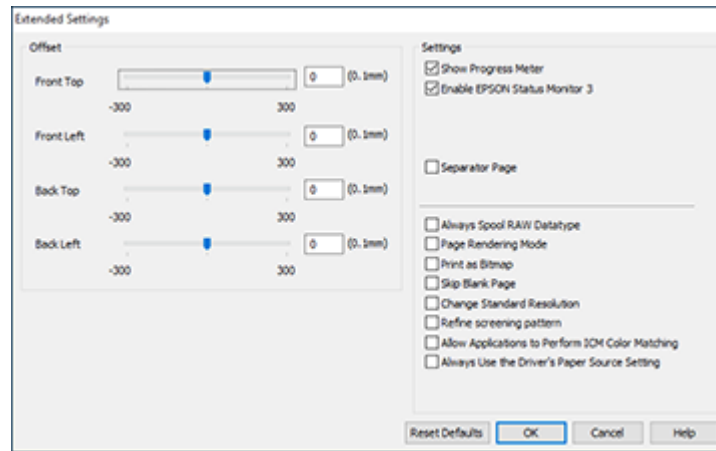 Extended Settings
Offset
Front Top
0
(0.1mm)
-300
300
Front Left
0
(0.1mm)
-300
300
Back Top
0
(0.1mm)
-300
300
Back Left
0
(0.1mm)
-300
300
Settings
Show Progress Meter
Enable EPSON Status Monitor 3
Separator Page
Always Spool RAW Datatype
Page Rendering Mode
Print as Bitmap
Skip Blank Page
Change Standard Resolution
Refine screening pattern
Allow Applications to Perform ICM Color Matching
Always Use the Driver's Paper Source Setting
Reset Defaults
OK
Cancel
Help